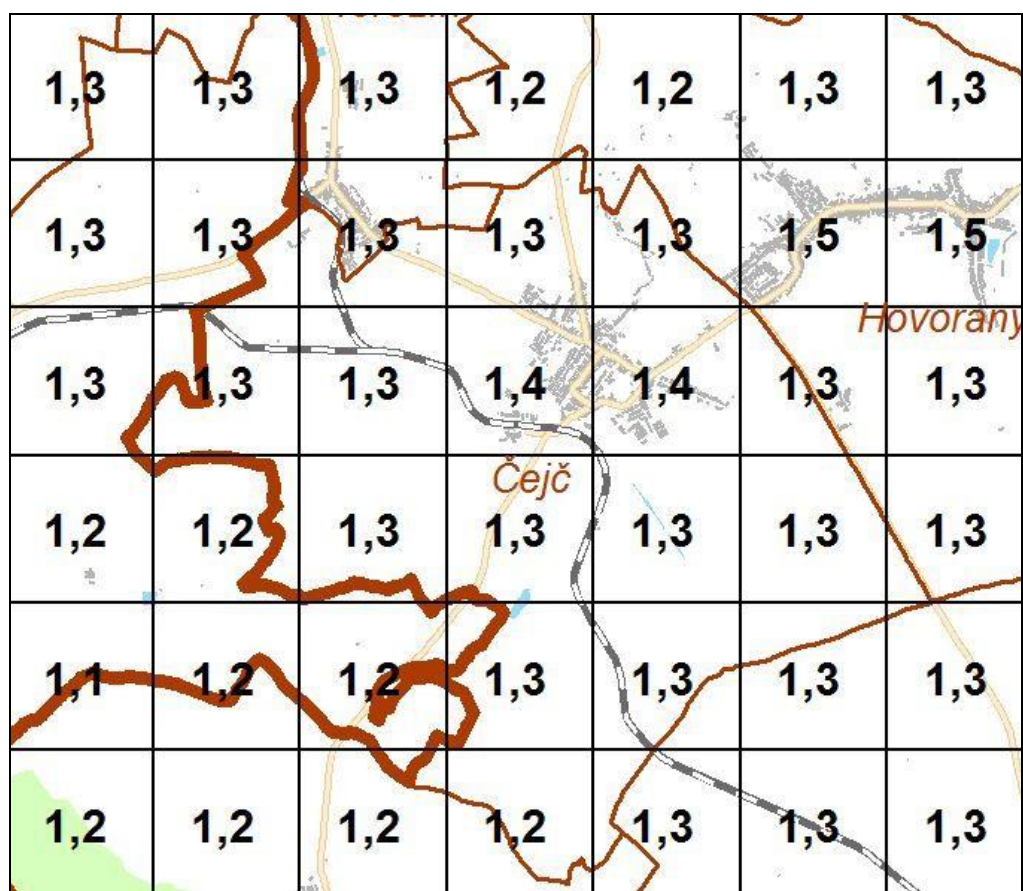 1,3 1,3 1,3 1,2 1,2 1,3 1,3
1,3 1,3 1,3 1,3 1,3 1,5 1,5
Hovorany
1,3 1,3 1,3 1,4 1,4 1,3 1,3
Čejč
1,2 1,2 1,3 1,3 1,3 1,3 1,3
1,1 1,2 1,2 1,3 1,3 1,3 1,3
1,2 1,2 1,2 1,2 1,3 1,3 1,3